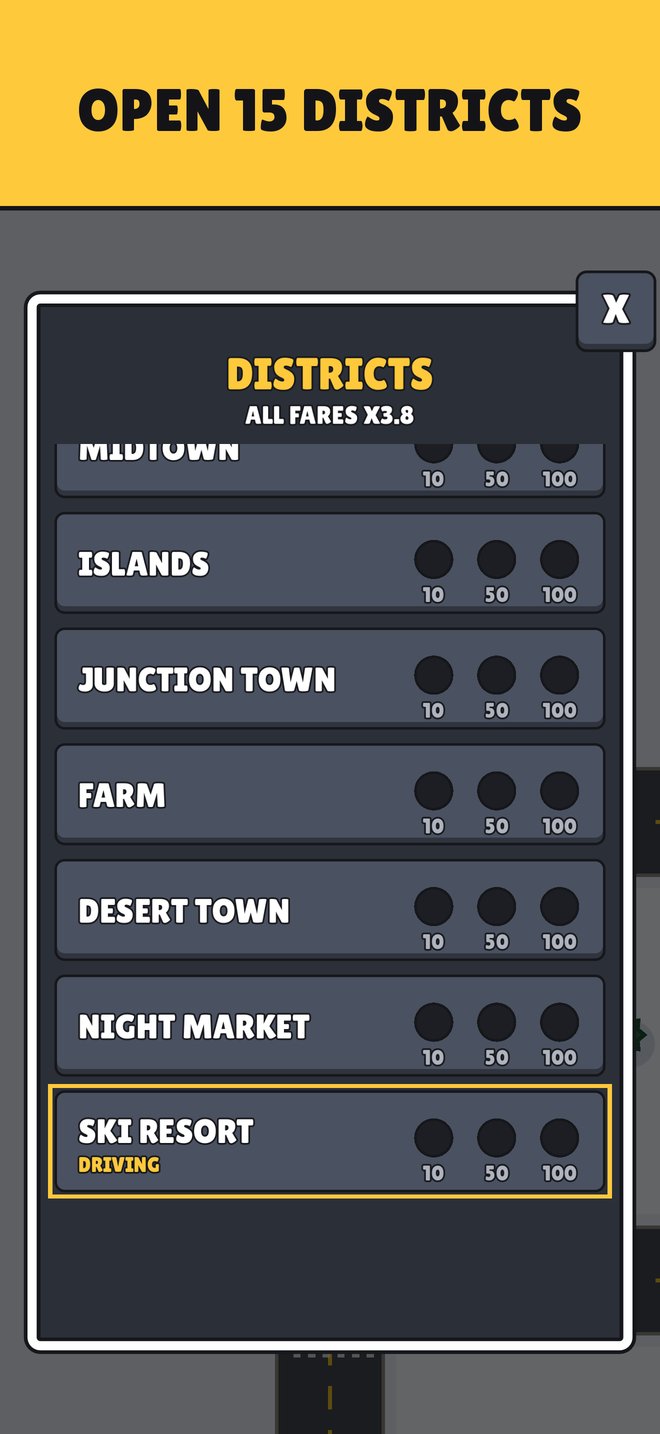 OPEN 15 DISTRICTS
X
DISTRICTS
ALL FARES X3.8
MIDTOWN
10 50 100
ISLANDS
10 50 100
JUNCTION TOWN
10 50 100
FARM
10 50 100
DESERT TOWN
10 50 100
NIGHT MARKET
10 50 100
SKI RESORT
DRIVING
10 50 100